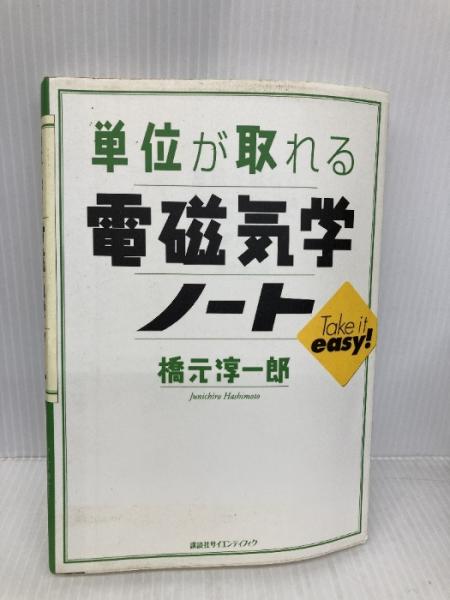 単位が取れる
電磁気学
ノート
Take it
easy!
橋元淳一郎
Junichiro Hashimoto
講談社サイエンティフィク